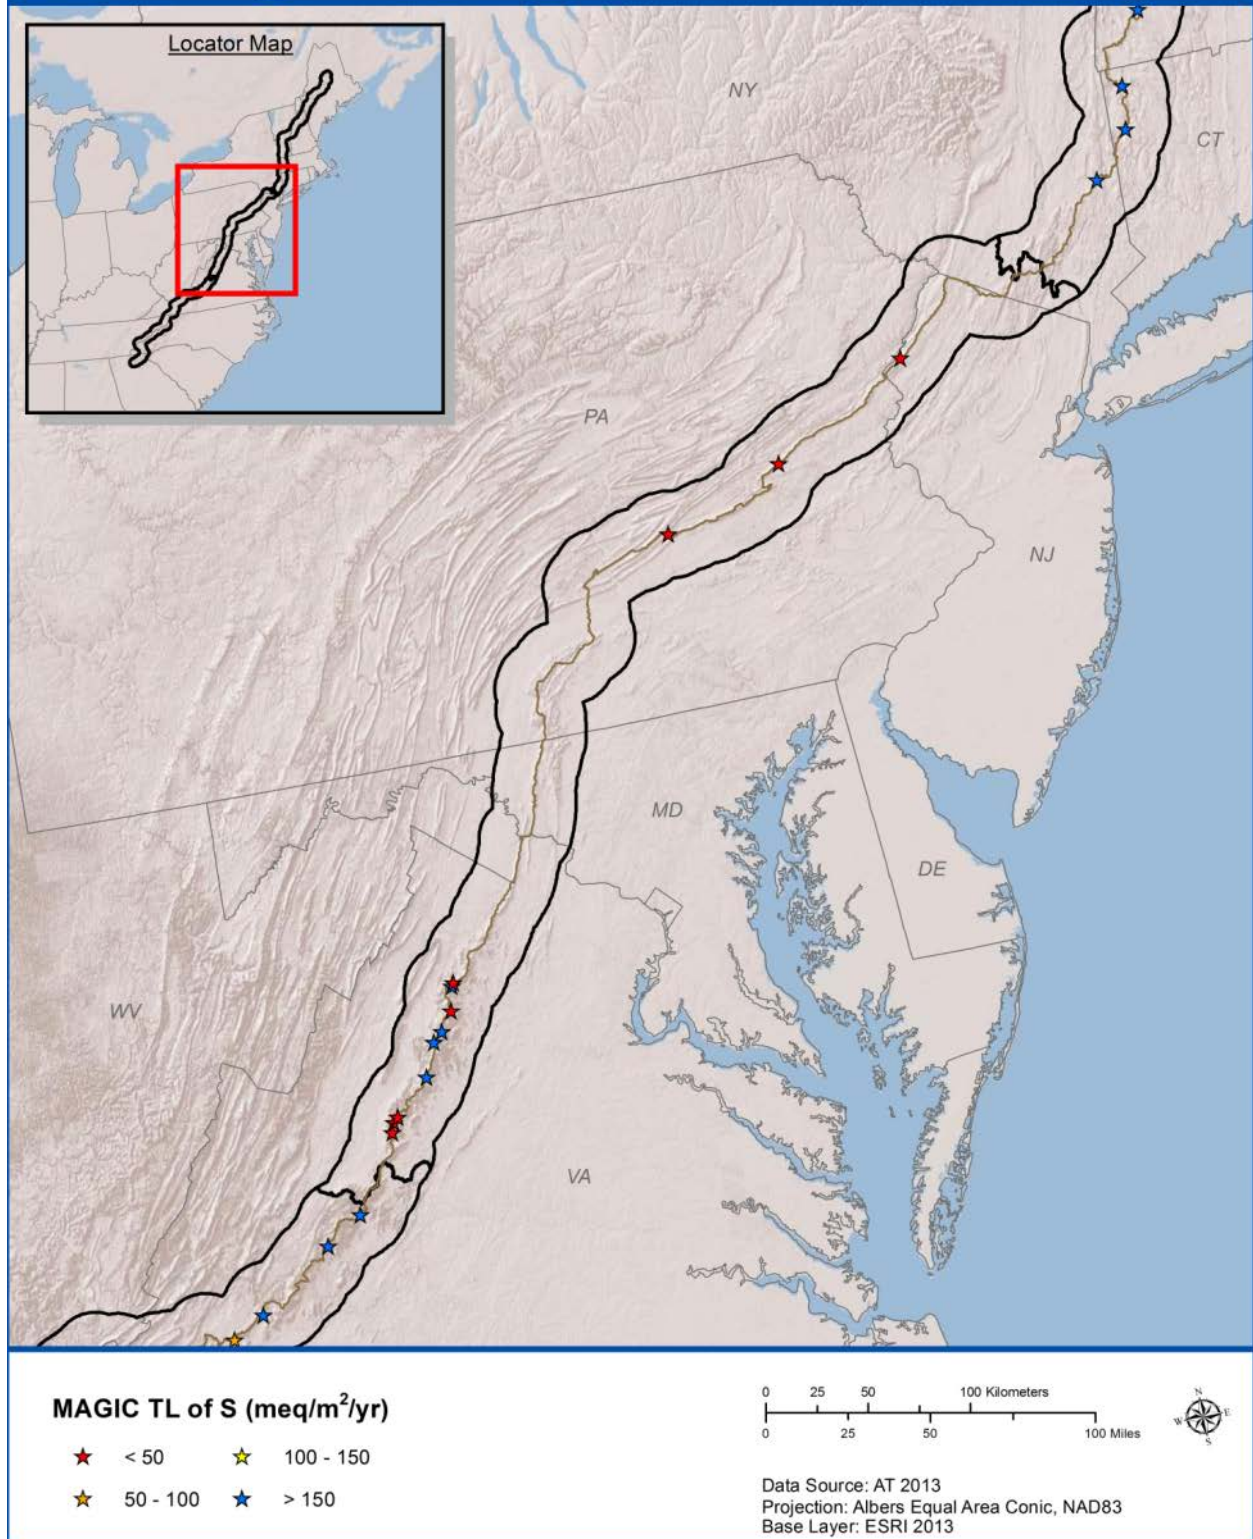 Locator Map
NY
CT
PA
NJ
MD
DE
WV
VA
MAGIC TL of S (meq/m²/yr)
< 50
100 - 150
50 - 100
> 150
0 25 50 100 Kilometers
0 25 50 100 Miles
N
W E
S
Data Source: AT 2013
Projection: Albers Equal Area Conic, NAD83
Base Layer: ESRI 2013